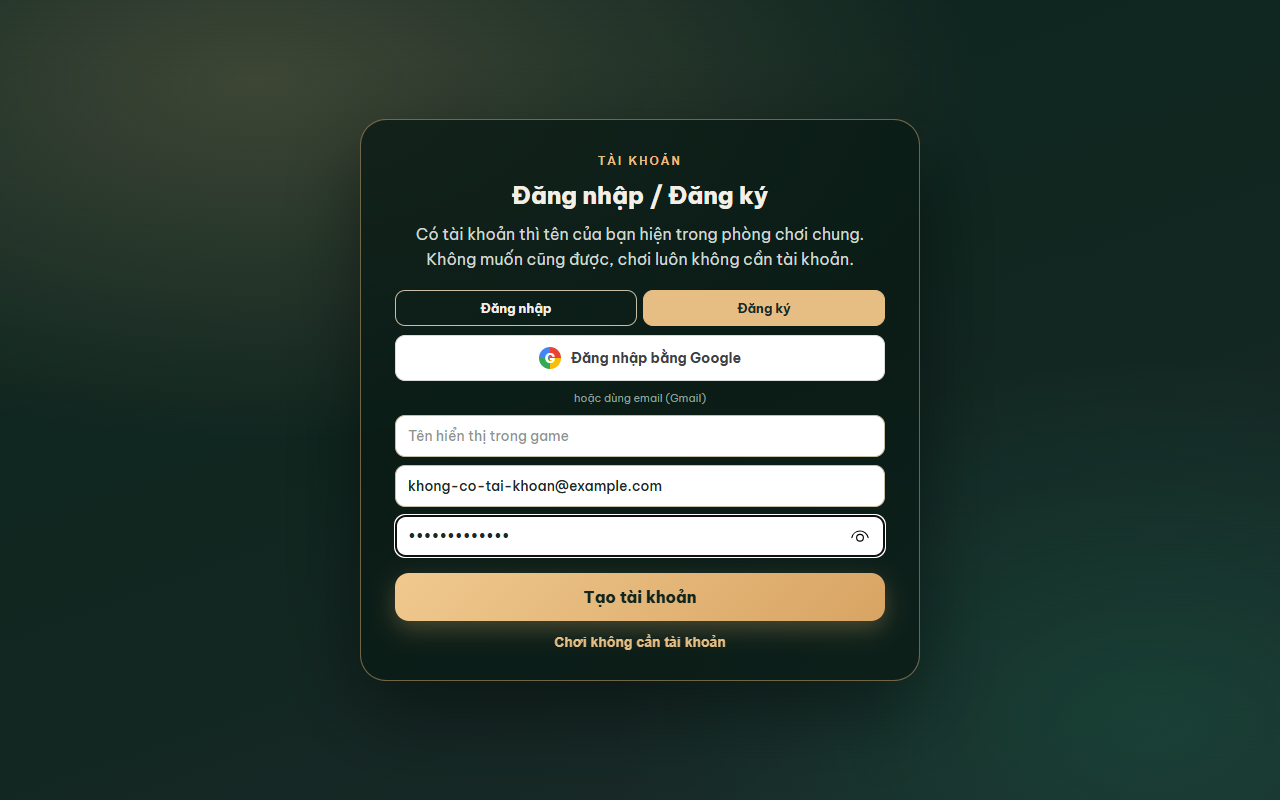 TÀI KHOẢN
Đăng nhập / Đăng ký
Có tài khoản thì tên của bạn hiện trong phòng chơi chung.
Không muốn cũng được, chơi luôn không cần tài khoản.
Đăng nhập
Đăng ký
G Đăng nhập bằng Google
hoặc dùng email (Gmail)
Tên hiển thị trong game
khong-co-tai-khoan@example.com
•••••••••••••
Tạo tài khoản
Chơi không cần tài khoản